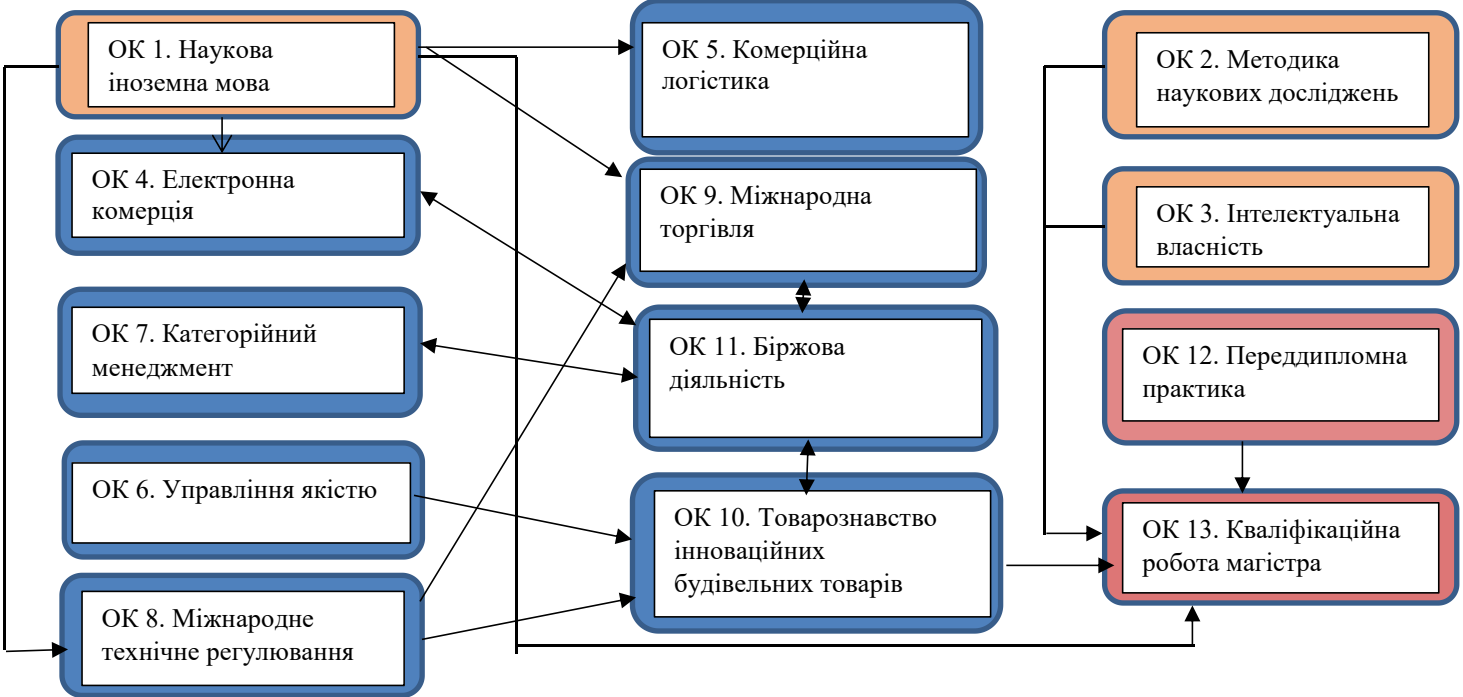 ОК 1. Наукова
іноземна мова
ОК 4. Електронна
комерція
ОК 7. Категорійний
менеджмент
ОК 6. Управління якістю
ОК 8. Міжнародне
технічне регулювання
ОК 5. Комерційна
логістика
ОК 9. Міжнародна
торгівля
ОК 11. Біржова
діяльність
ОК 10. Товарознавство
інноваційних
будівельних товарів
ОК 2. Методика
наукових досліджень
ОК 3. Інтелектуальна
власність
ОК 12. Переддипломна
практика
ОК 13. Кваліфікаційна
робота магістра